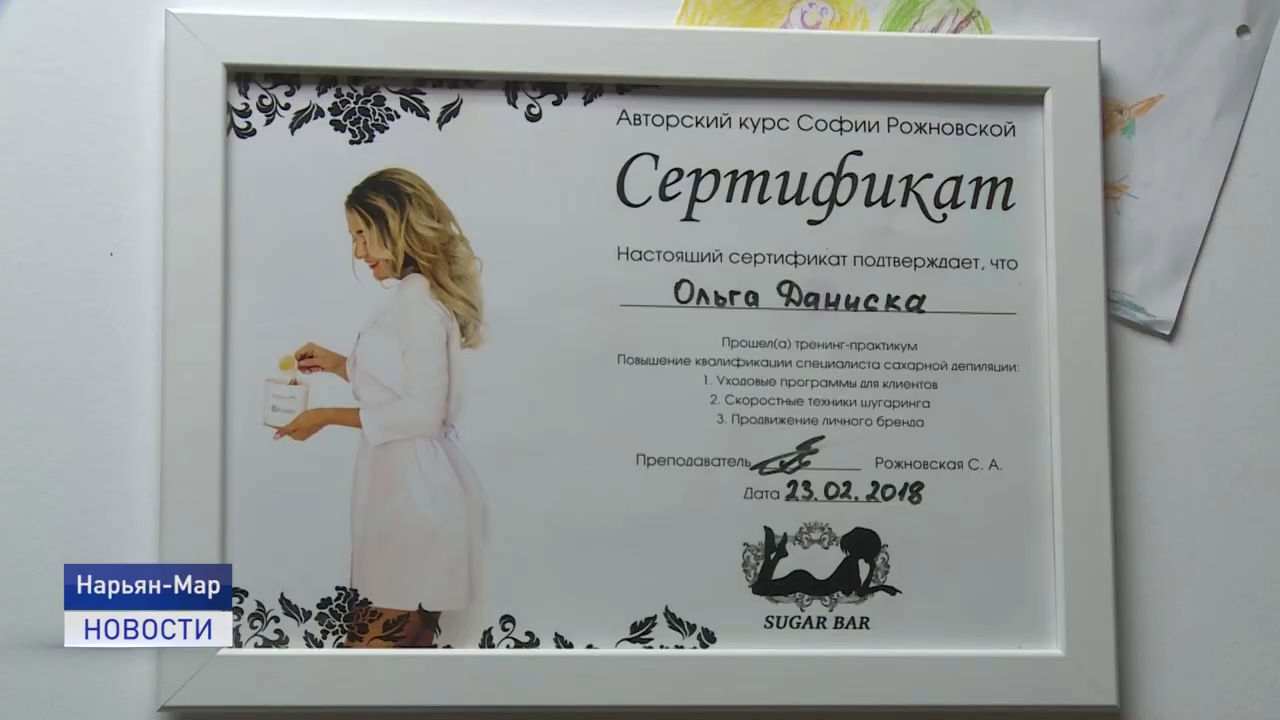 Авторский курс Софии Рожновской
Сертификат
Настоящий сертификат подтверждает, что
Ольга Даниска
Прошел(а) тренинг-практикум
Повышение квалификации специалиста сахарной депиляции:
1. Уходовые программы для клиентов
2. Скоростные техники шугаринга
3. Продвижение личного бренда
Преподаватель Рожновская С. А.
Дата 23.02.2018
SUGAR BAR
Нарьян-Мар
НОВОСТИ